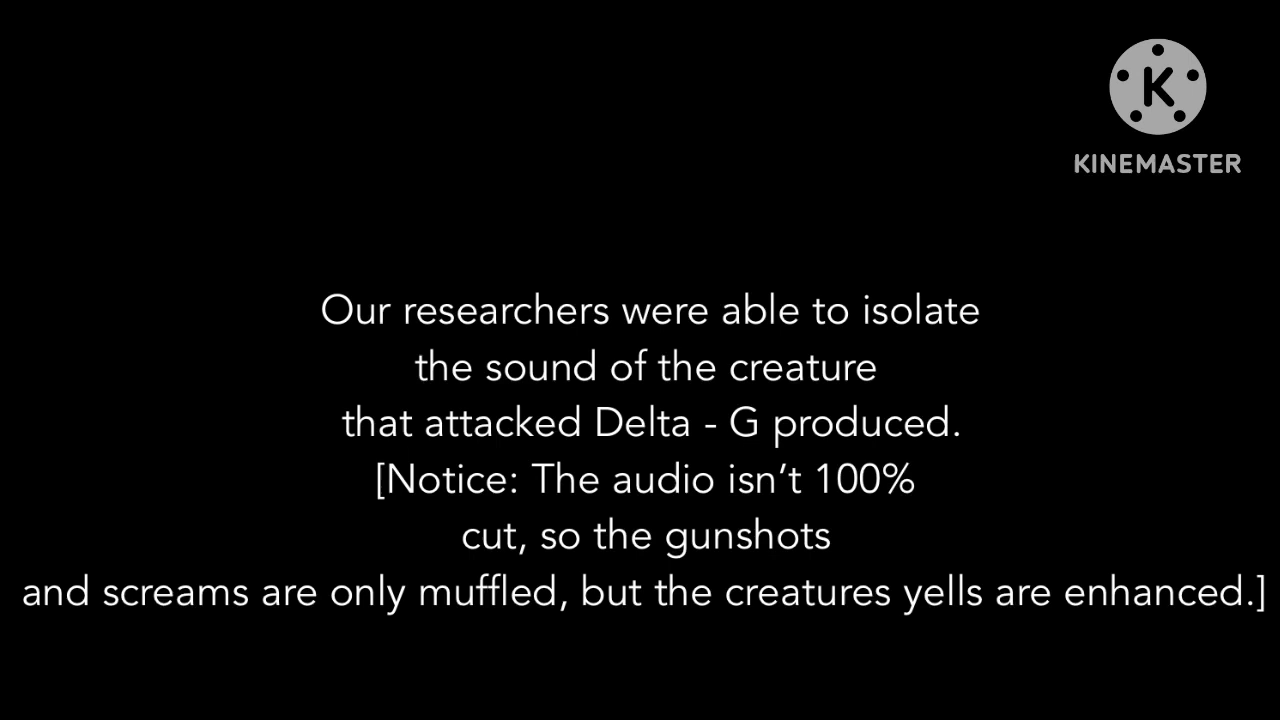 K
KINEMASTER
Our researchers were able to isolate
the sound of the creature
that attacked Delta - G produced.
[Notice: The audio isn’t 100%
cut, so the gunshots
and screams are only muffled, but the creatures yells are enhanced.]